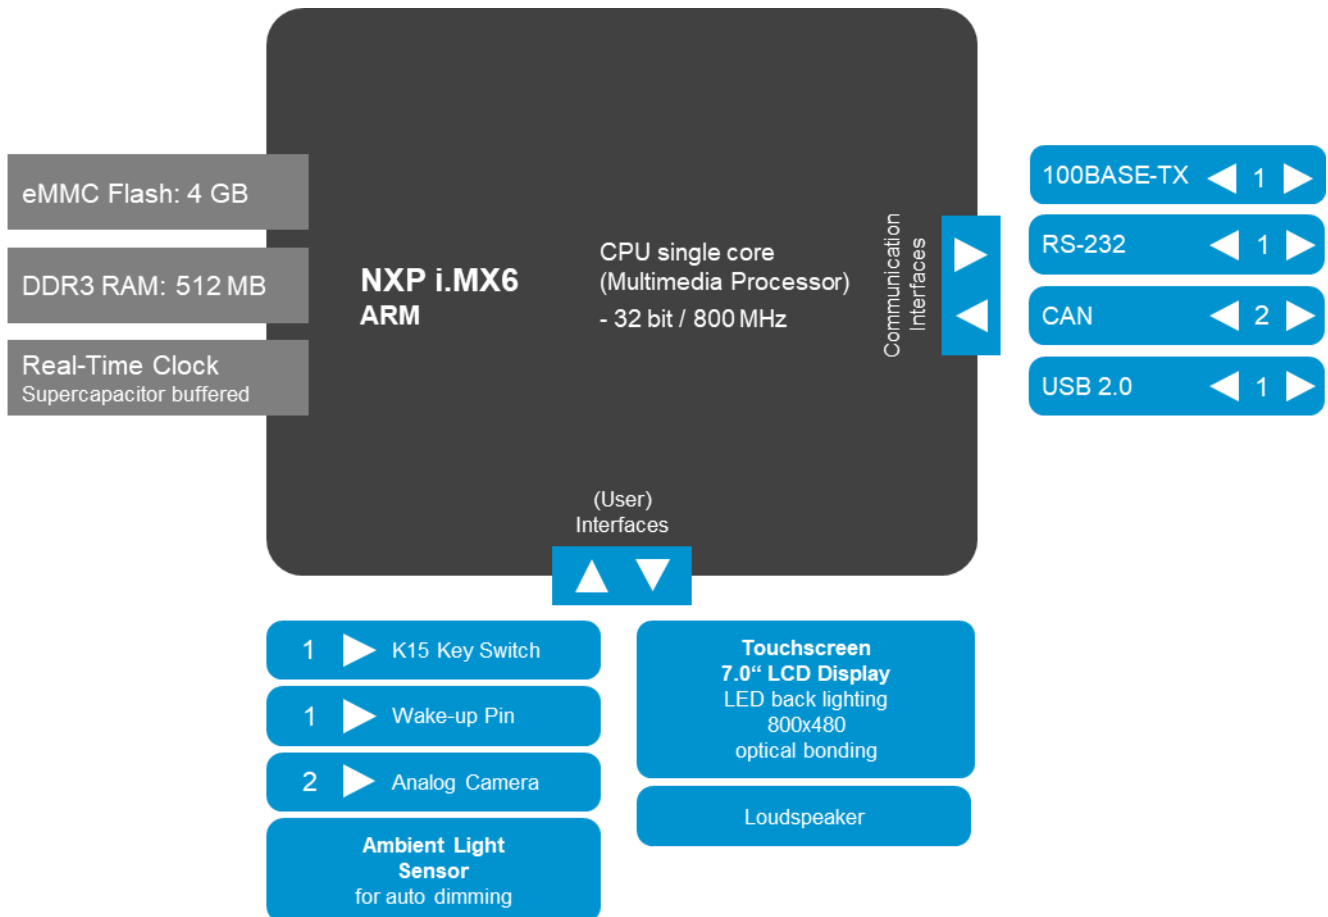 eMMC Flash: 4 GB
DDR3 RAM: 512 MB
Real-Time Clock
Supercapacitor buffered
NXP i.MX6
ARM
CPU single core
(Multimedia Processor)
- 32 bit / 800 MHz
Communication
Interfaces
100BASE-TX 1
RS-232 1
CAN 2
USB 2.0 1
(User)
Interfaces
1 K15 Key Switch
1 Wake-up Pin
2 Analog Camera
Ambient Light
Sensor
for auto dimming
Touchscreen
7.0“ LCD Display
LED back lighting
800x480
optical bonding
Loudspeaker